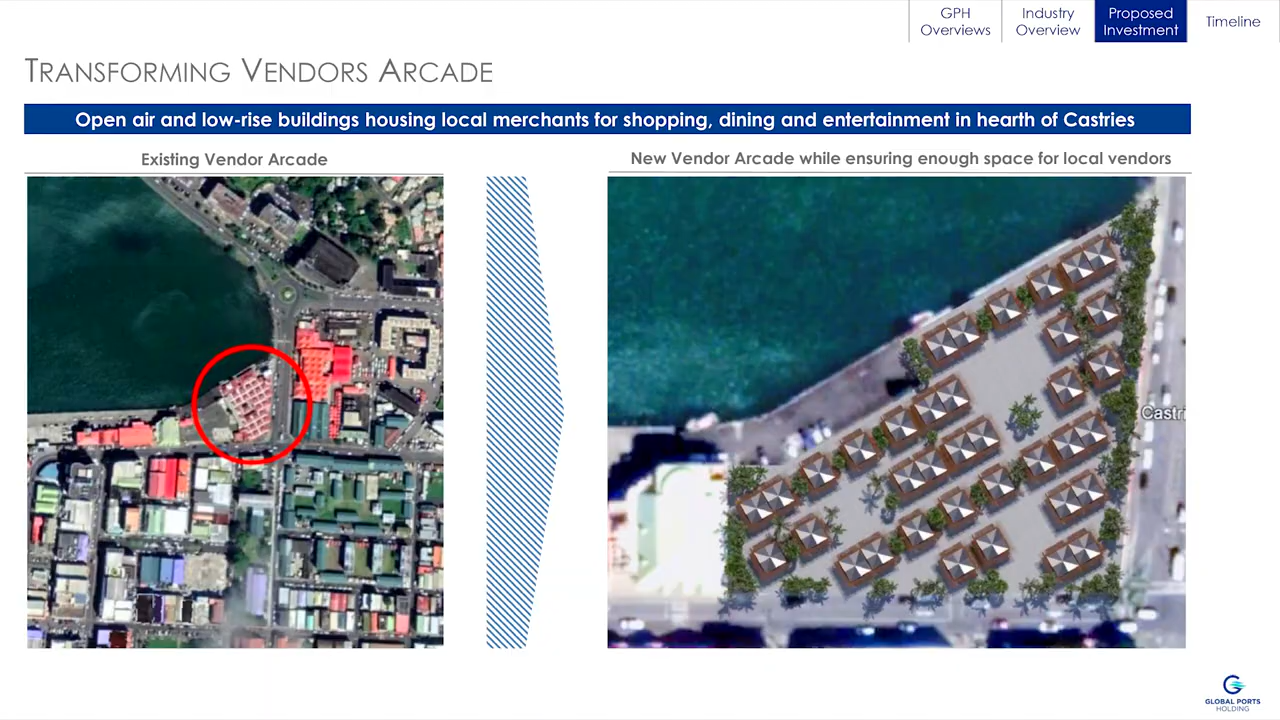 GPH
Overviews
Industry
Overview
Proposed
Investment
Timeline
TRANSFORMING VENDORS ARCADE
Open air and low-rise buildings housing local merchants for shopping, dining and entertainment in hearth of Castries
Existing Vendor Arcade
New Vendor Arcade while ensuring enough space for local vendors
Castri
GLOBAL PORTS
HOLDING